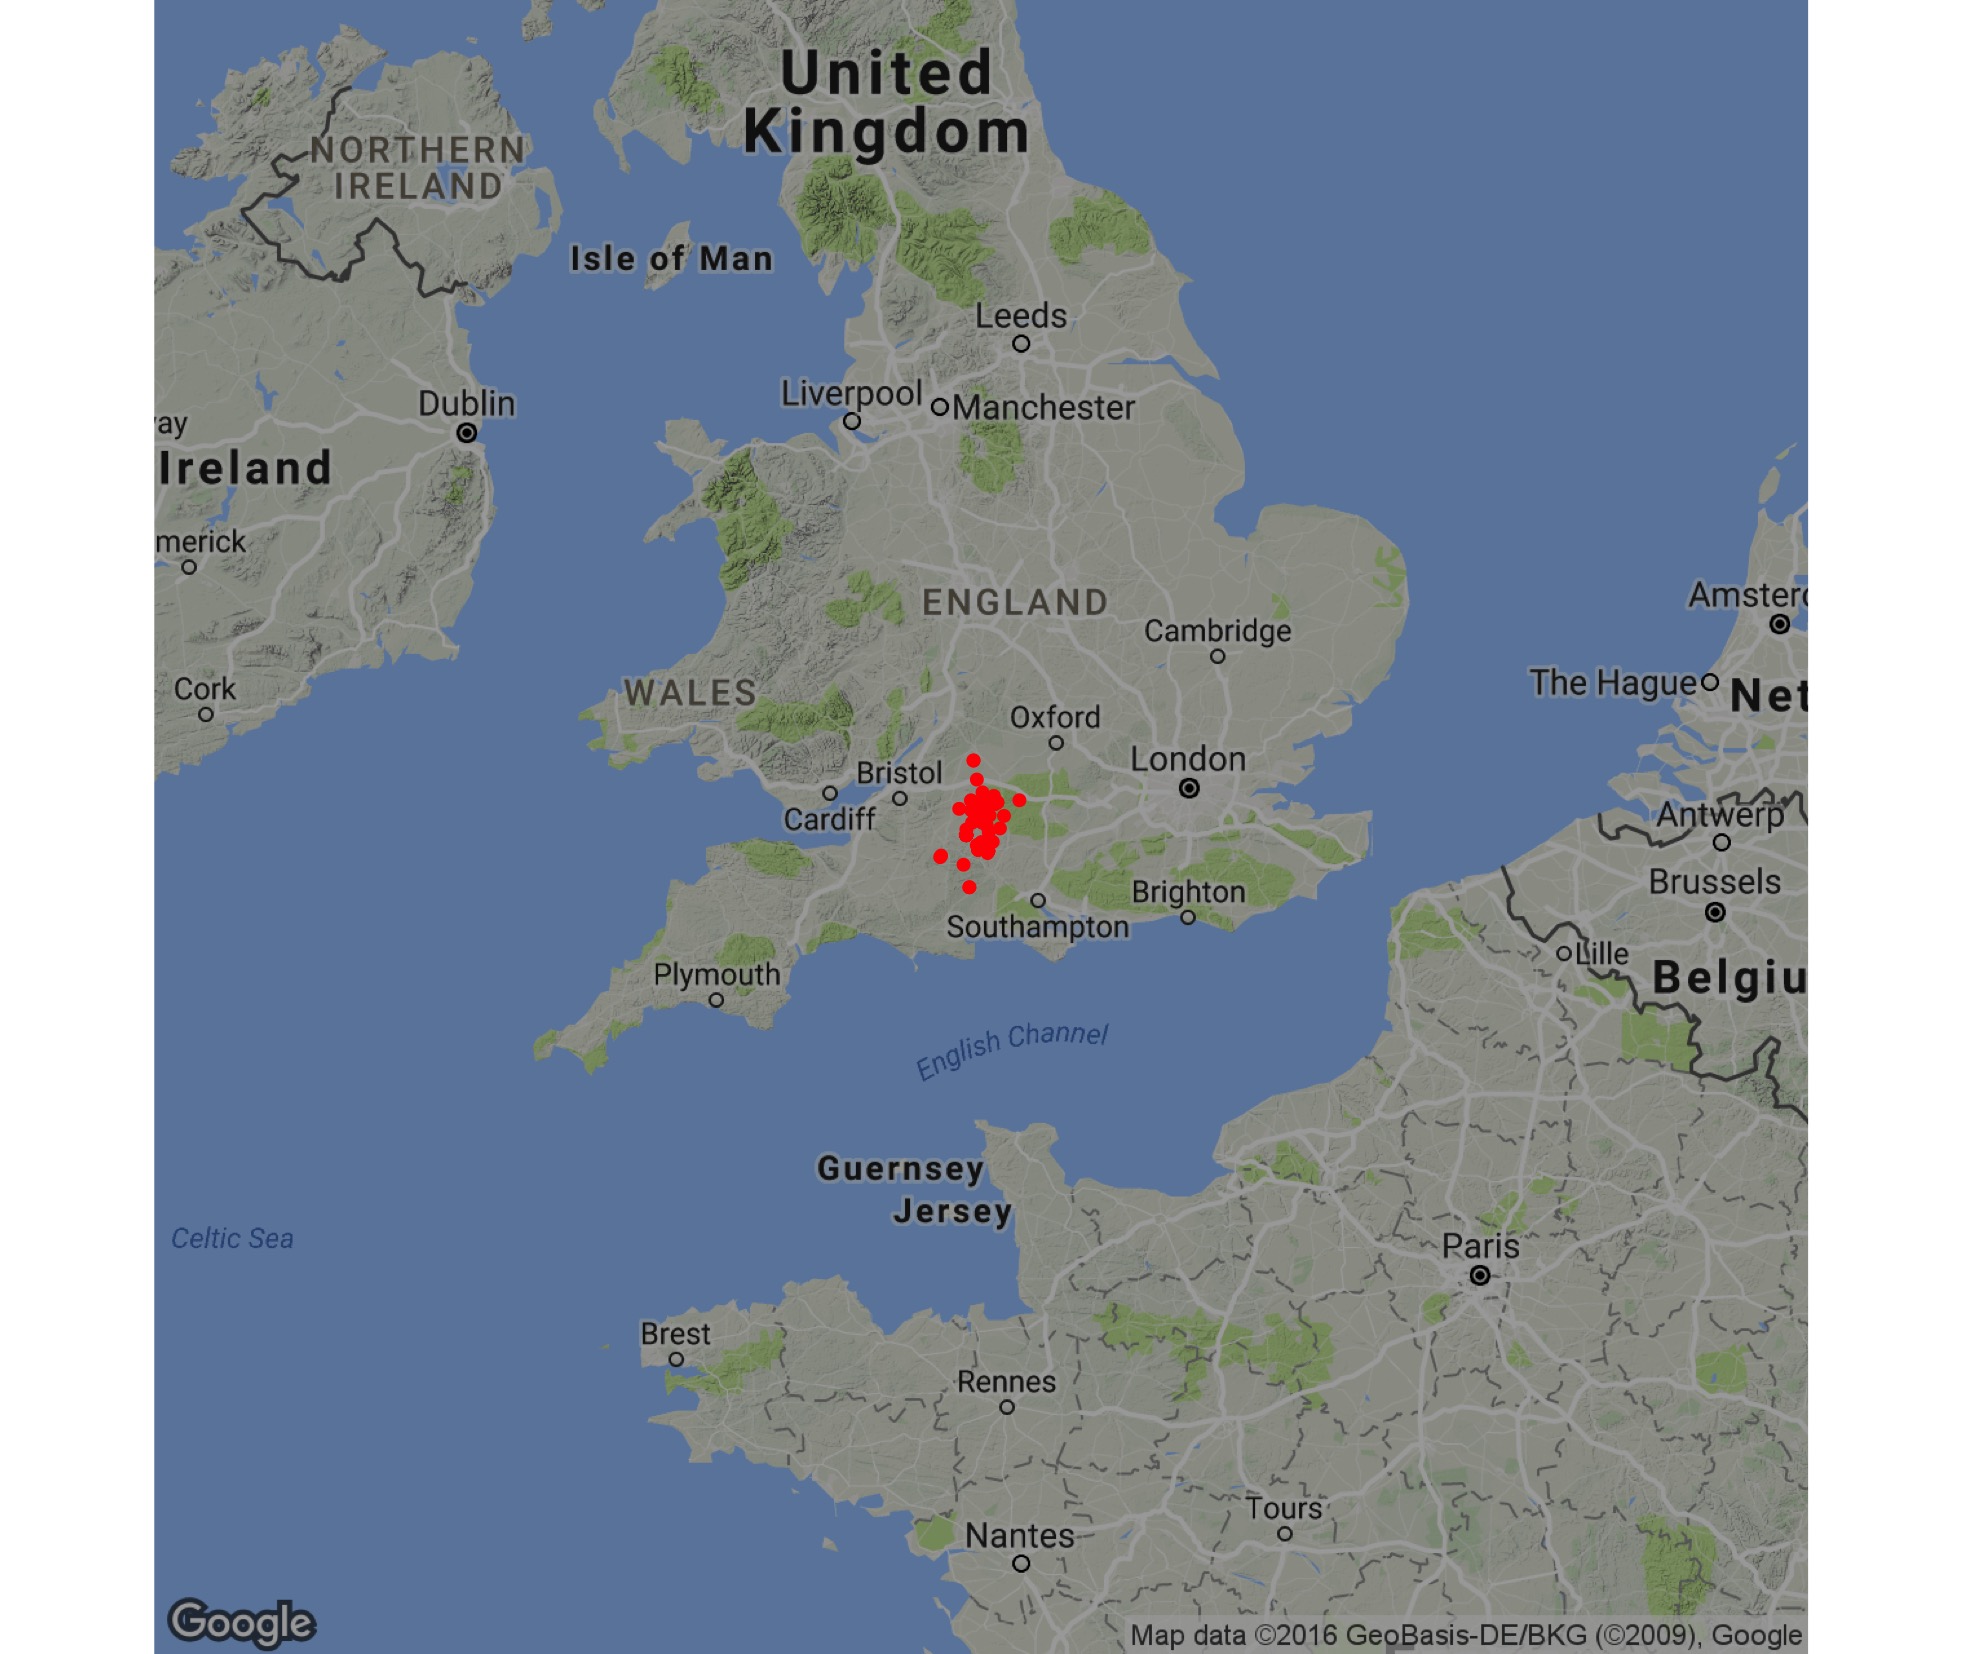 United
Kingdom
NORTHERN
IRELAND
Isle of Man
Leeds
Dublin
Liverpool
Manchester
ay
Ireland
merick
Amster
ENGLAND
Cambridge
The Hague
Net
Cork
WALES
Oxford
London
Bristol
Cardiff
Antwerp
Brussels
Brighton
Southampton
Lille
Belgiu
Plymouth
English Channel
Guernsey
Jersey
Celtic Sea
Paris
Brest
Rennes
Tours
Nantes
Google
Map data ©2016 GeoBasis-DE/BKG (©2009), Google